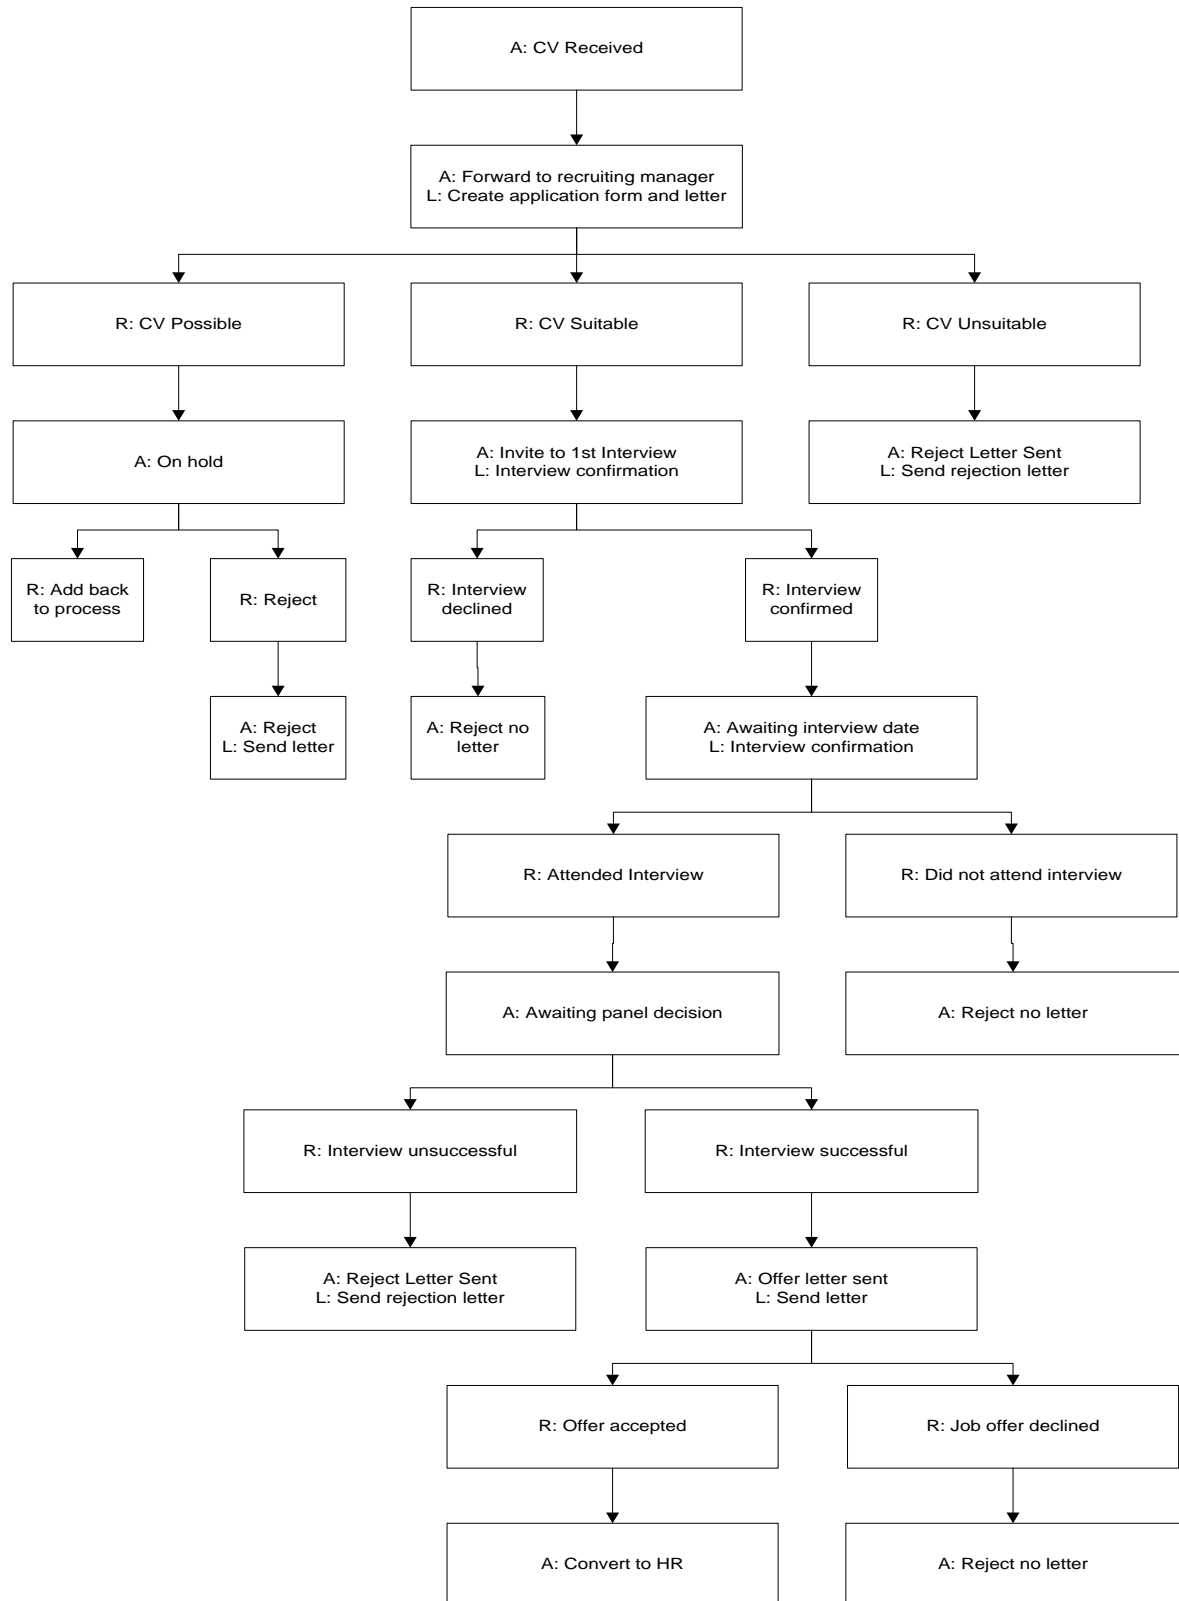 A: CV Received
A: Forward to recruiting manager
L: Create application form and letter
R: CV Possible
R: CV Suitable
R: CV Unsuitable
A: On hold
A: Invite to 1st Interview
L: Interview confirmation
A: Reject Letter Sent
L: Send rejection letter
R: Add back
to process
R: Reject
R: Interview
declined
R: Interview
confirmed
A: Reject
L: Send letter
A: Reject no
letter
A: Awaiting interview date
L: Interview confirmation
R: Attended Interview
R: Did not attend interview
A: Awaiting panel decision
A: Reject no letter
R: Interview unsuccessful
R: Interview successful
A: Reject Letter Sent
L: Send rejection letter
A: Offer letter sent
L: Send letter
R: Offer accepted
R: Job offer declined
A: Convert to HR
A: Reject no letter